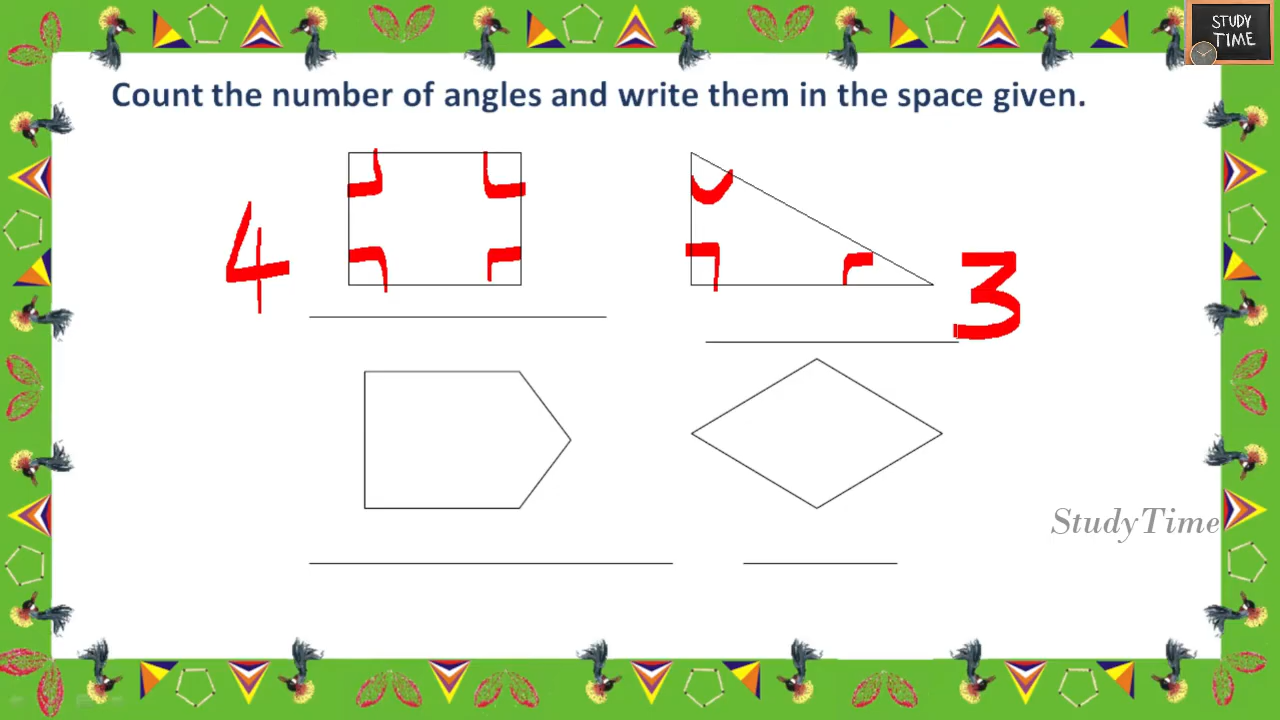 STUDY
TIME
Count the number of angles and write them in the space given.
4
3
StudyTime